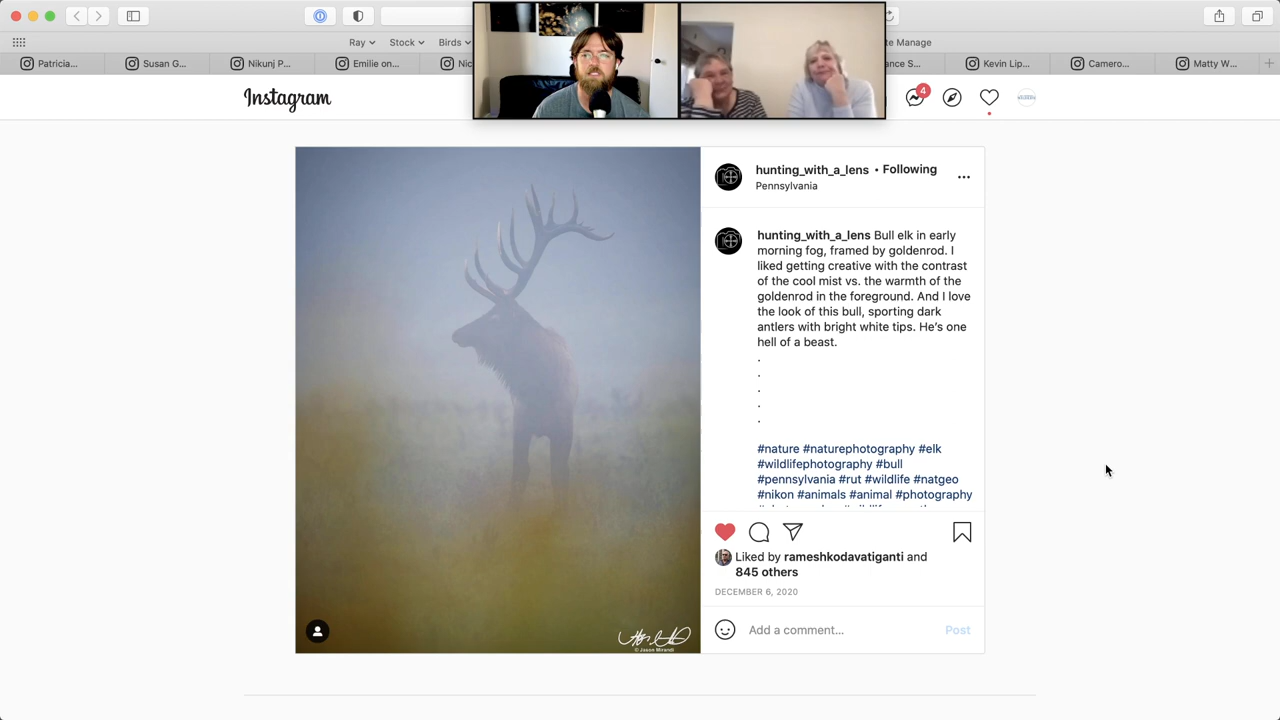 Ray Stock Birds te Manage
Susan G...
Nikunj P...
Emilie on...
Nic
ance S...
Kevin Lip...
Camero...
Matty W...
Instagram
4
hunting_with_a_lens • Following
Pennsylvania
hunting_with_a_lens Bull elk in early
morning fog, framed by goldenrod. I
liked getting creative with the contrast
of the cool mist vs. the warmth of the
goldenrod in the foreground. And I love
the look of this bull, sporting dark
antlers with bright white tips. He's one
hell of a beast.
.
.
.
.
.
#nature #naturephotography #elk
#wildlifephotography #bull
#pennsylvania #rut #wildlife #natgeo
#nikon #animals #animal #photography
Liked by rameshkodavatiganti and
845 others
DECEMBER 6, 2020
Add a comment... Post
© Jason Mirandi